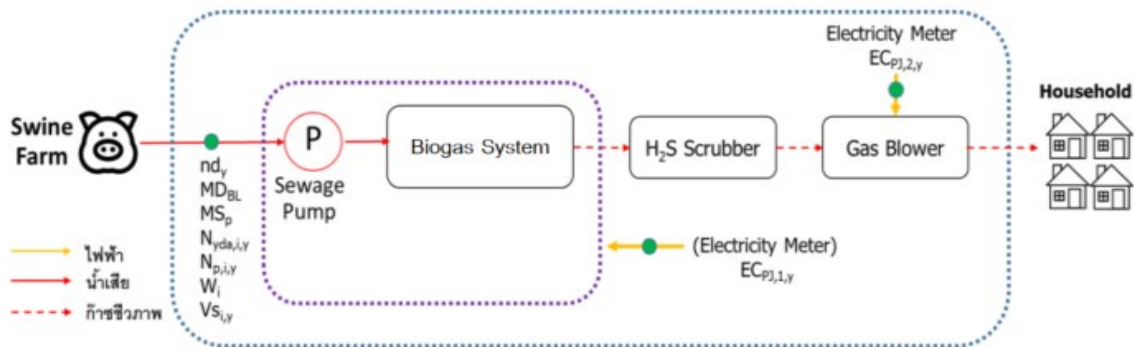 Swine
Farm
nd_y
MD_BL
MS_p
N_yda,i,y
N_p,i,y
W_i
Vs_i,y
P
Sewage
Pump
Biogas System
H₂S Scrubber
Electricity Meter
EC_PJ,2,y
Gas Blower
Household
(Electricity Meter)
EC_PJ,1,y
ไฟฟ้า
น้ำเสีย
ก๊าซชีวภาพ